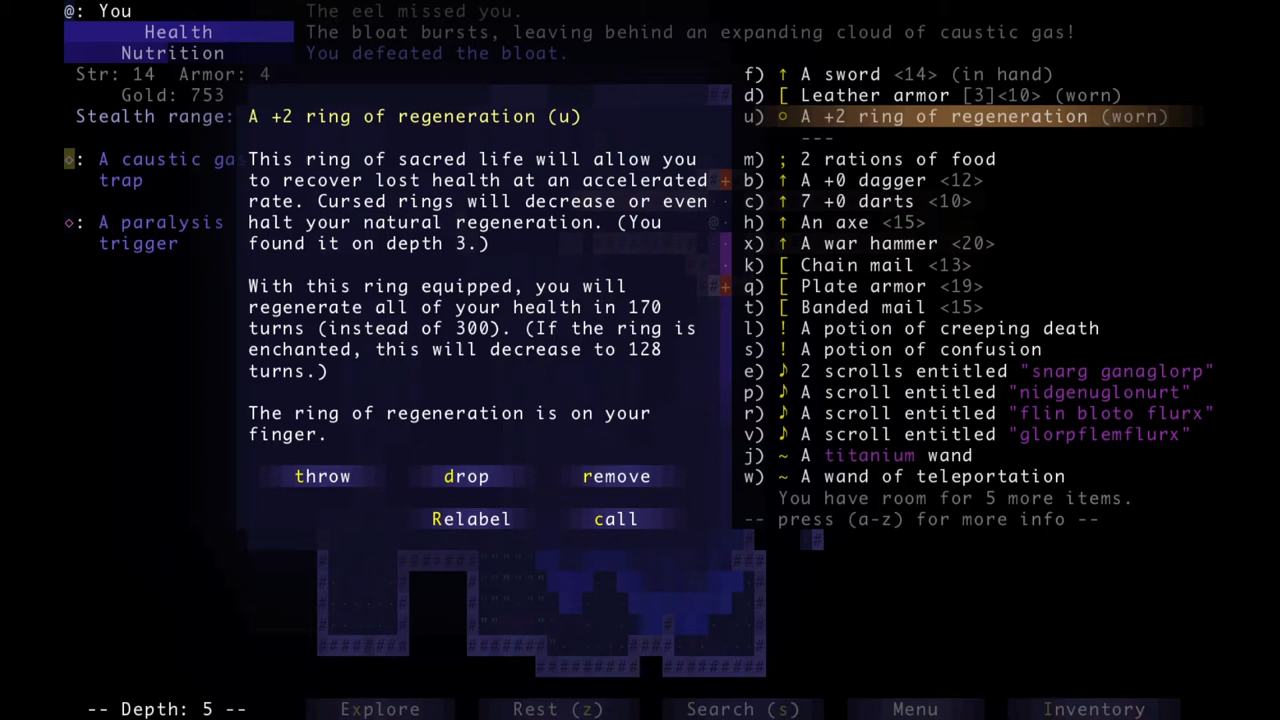 @: You
Health
Nutrition
Str: 14 Armor: 4
Gold: 753
Stealth range:
◇: A caustic gas
trap
◇: A paralysis
trigger
The eel missed you.
The bloat bursts, leaving behind an expanding cloud of caustic gas!
You defeated the bloat.
A +2 ring of regeneration (u)
This ring of sacred life will allow you
to recover lost health at an accelerated
rate. Cursed rings will decrease or even
halt your natural regeneration. (You
found it on depth 3.)
With this ring equipped, you will
regenerate all of your health in 170
turns (instead of 300). (If the ring is
enchanted, this will decrease to 128
turns.)
The ring of regeneration is on your
finger.
throw drop remove
Relabel call
f) ↑ A sword <14> (in hand)
d) [ Leather armor [3]<10> (worn)
u) ○ A +2 ring of regeneration (worn)
---
m) ; 2 rations of food
b) ↑ A +0 dagger <12>
c) ↑ 7 +0 darts <10>
h) ↑ An axe <15>
x) ↑ A war hammer <20>
k) [ Chain mail <13>
q) [ Plate armor <19>
t) [ Banded mail <15>
l) ! A potion of creeping death
s) ! A potion of confusion
e) ♪ 2 scrolls entitled "snarg ganaglorp"
p) ♪ A scroll entitled "nidgenuglonurt"
r) ♪ A scroll entitled "flin bloto flurx"
v) ♪ A scroll entitled "glorpflemflurx"
j) ~ A titanium wand
w) ~ A wand of teleportation
You have room for 5 more items.
-- press (a-z) for more info --
-- Depth: 5 -- Explore Rest (z) Search (s) Menu Inventory